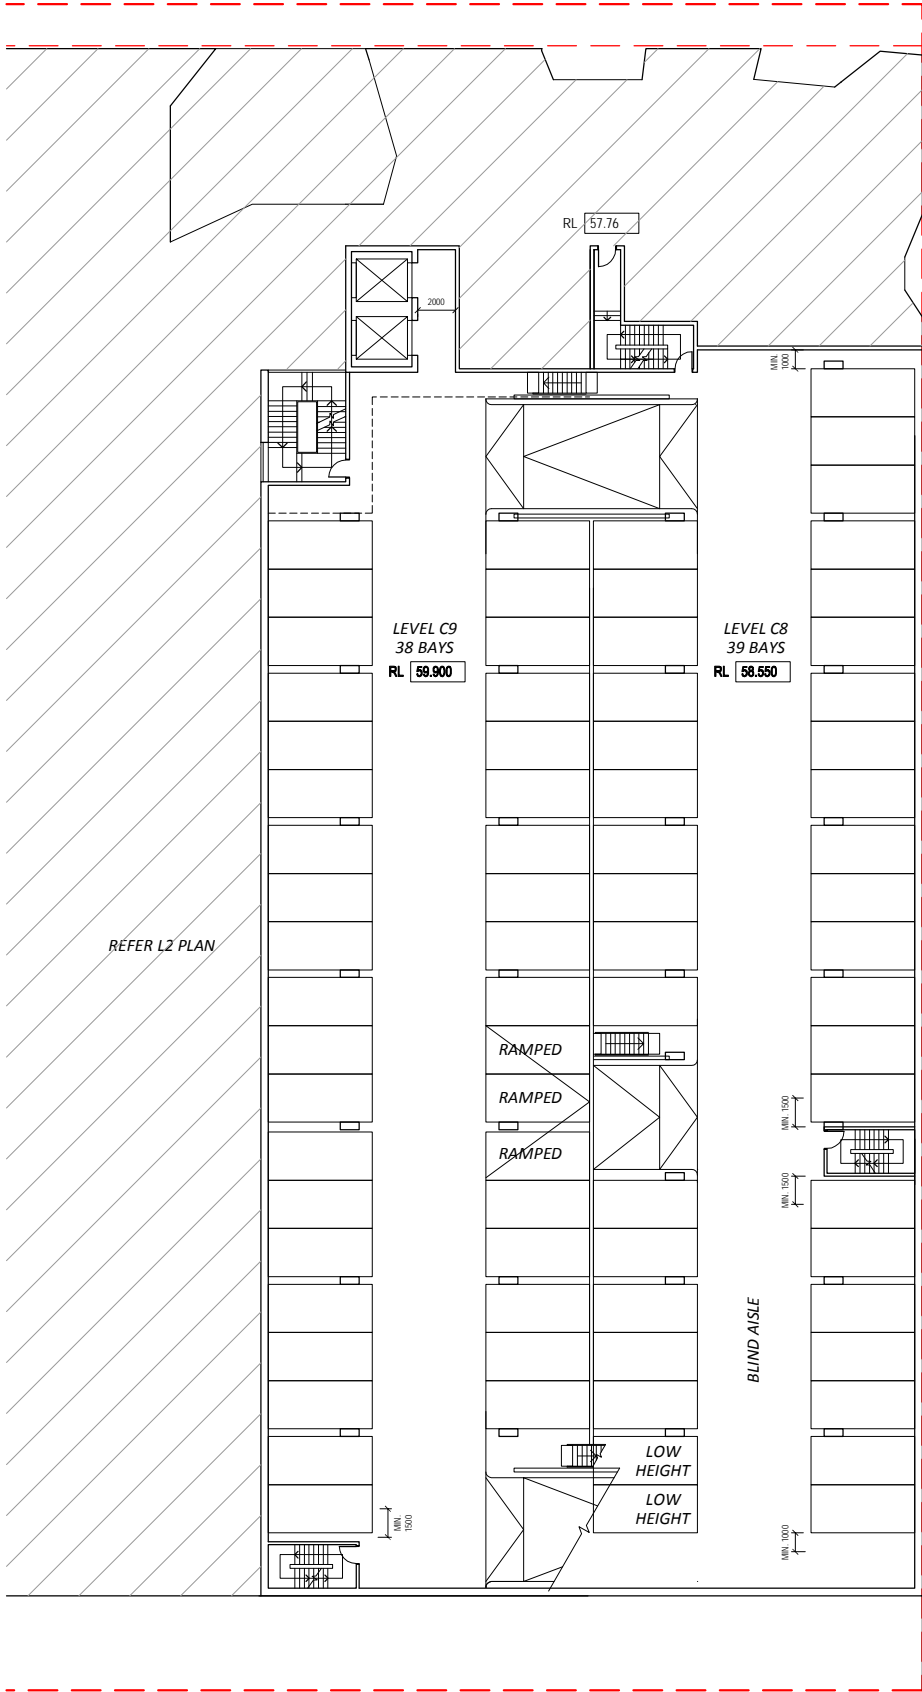 RL 57.76
2000
MIN.
1000
LEVEL C9
38 BAYS
RL 59.900
LEVEL C8
39 BAYS
RL 58.550
REFER L2 PLAN
RAMPED
RAMPED
RAMPED
MIN. 1500
MIN. 1500
BLIND AISLE
LOW
HEIGHT
LOW
HEIGHT
MIN.
1500
MIN. 1000